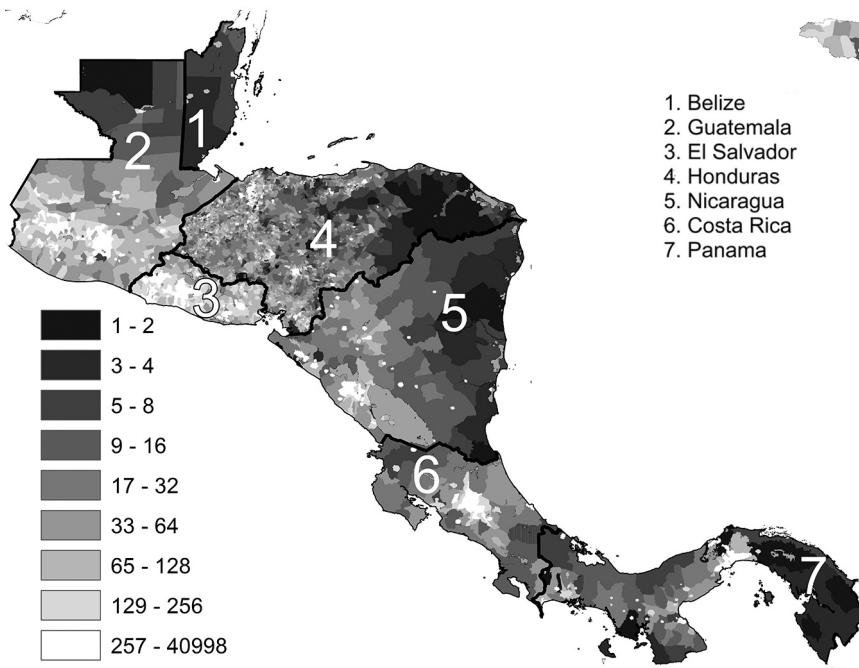 1. Belize
2. Guatemala
3. El Salvador
4. Honduras
5. Nicaragua
6. Costa Rica
7. Panama
1
2
3
4
5
6
7
1 - 2
3 - 4
5 - 8
9 - 16
17 - 32
33 - 64
65 - 128
129 - 256
257 - 40998